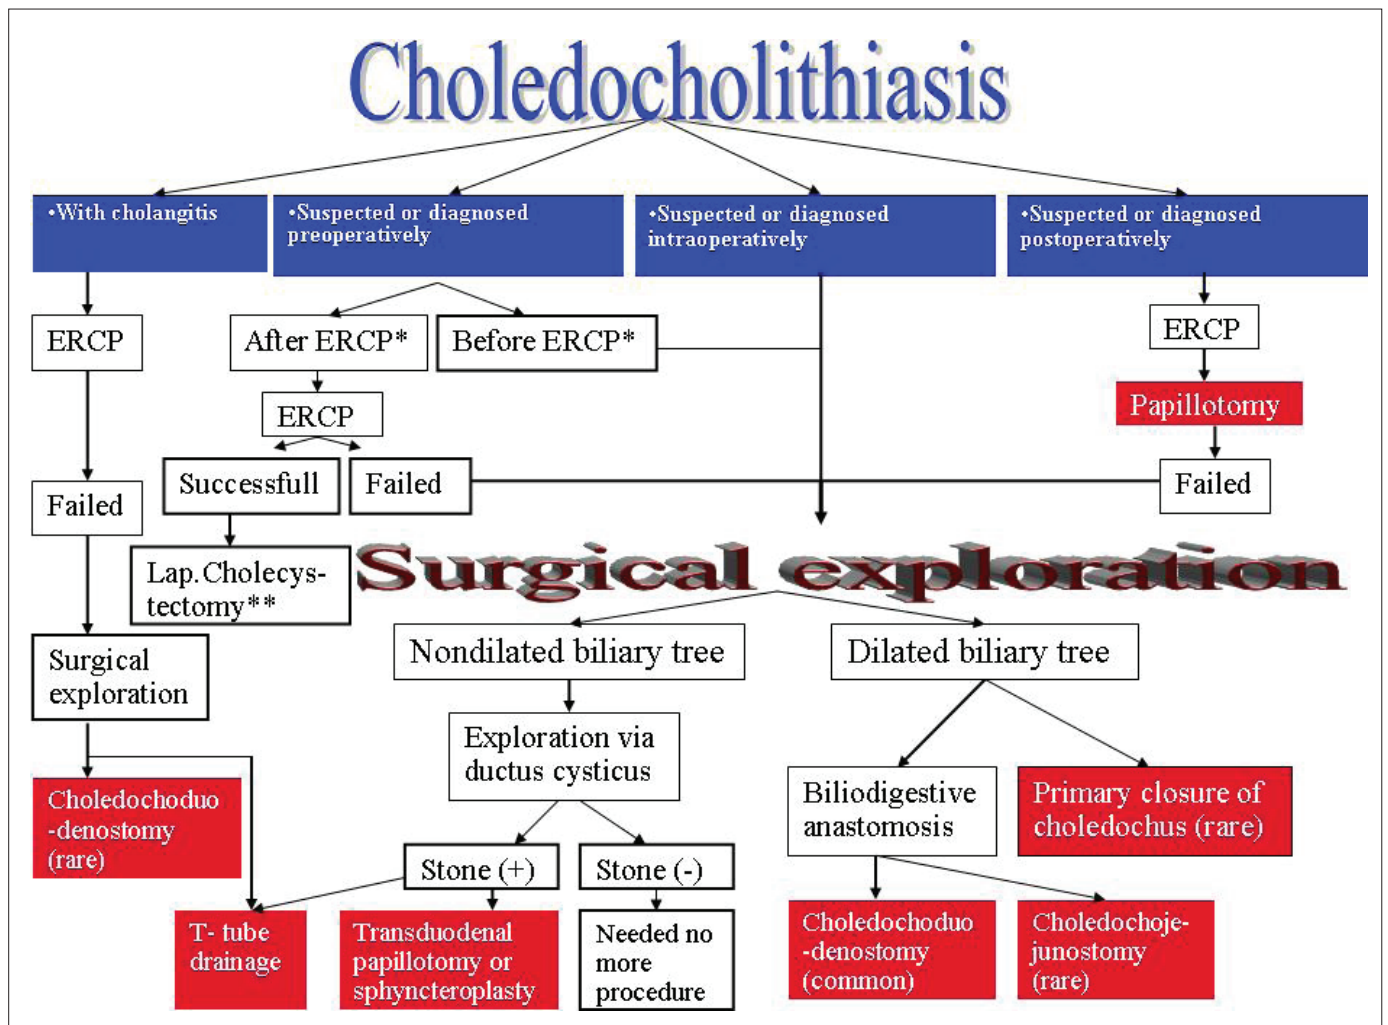 Choledocholithiasis
•With cholangitis
•Suspected or diagnosed
preoperatively
•Suspected or diagnosed
intraoperatively
•Suspected or diagnosed
postoperatively
ERCP
After ERCP*
Before ERCP*
ERCP
ERCP
Papillotomy
Failed
Successfull
Failed
Failed
Lap.Cholecys-
tectomy**
Surgical exploration
Surgical
exploration
Nondilated biliary tree
Dilated biliary tree
Exploration via
ductus cysticus
Choledochoduo
-denostomy
(rare)
Biliodigestive
anastomosis
Primary closure of
choledochus (rare)
Stone (+)
Stone (-)
T- tube
drainage
Transduodenal
papillotomy or
sphyncteroplasty
Needed no
more
procedure
Choledochoduo
-denostomy
(common)
Choledochoje-
junostomy
(rare)